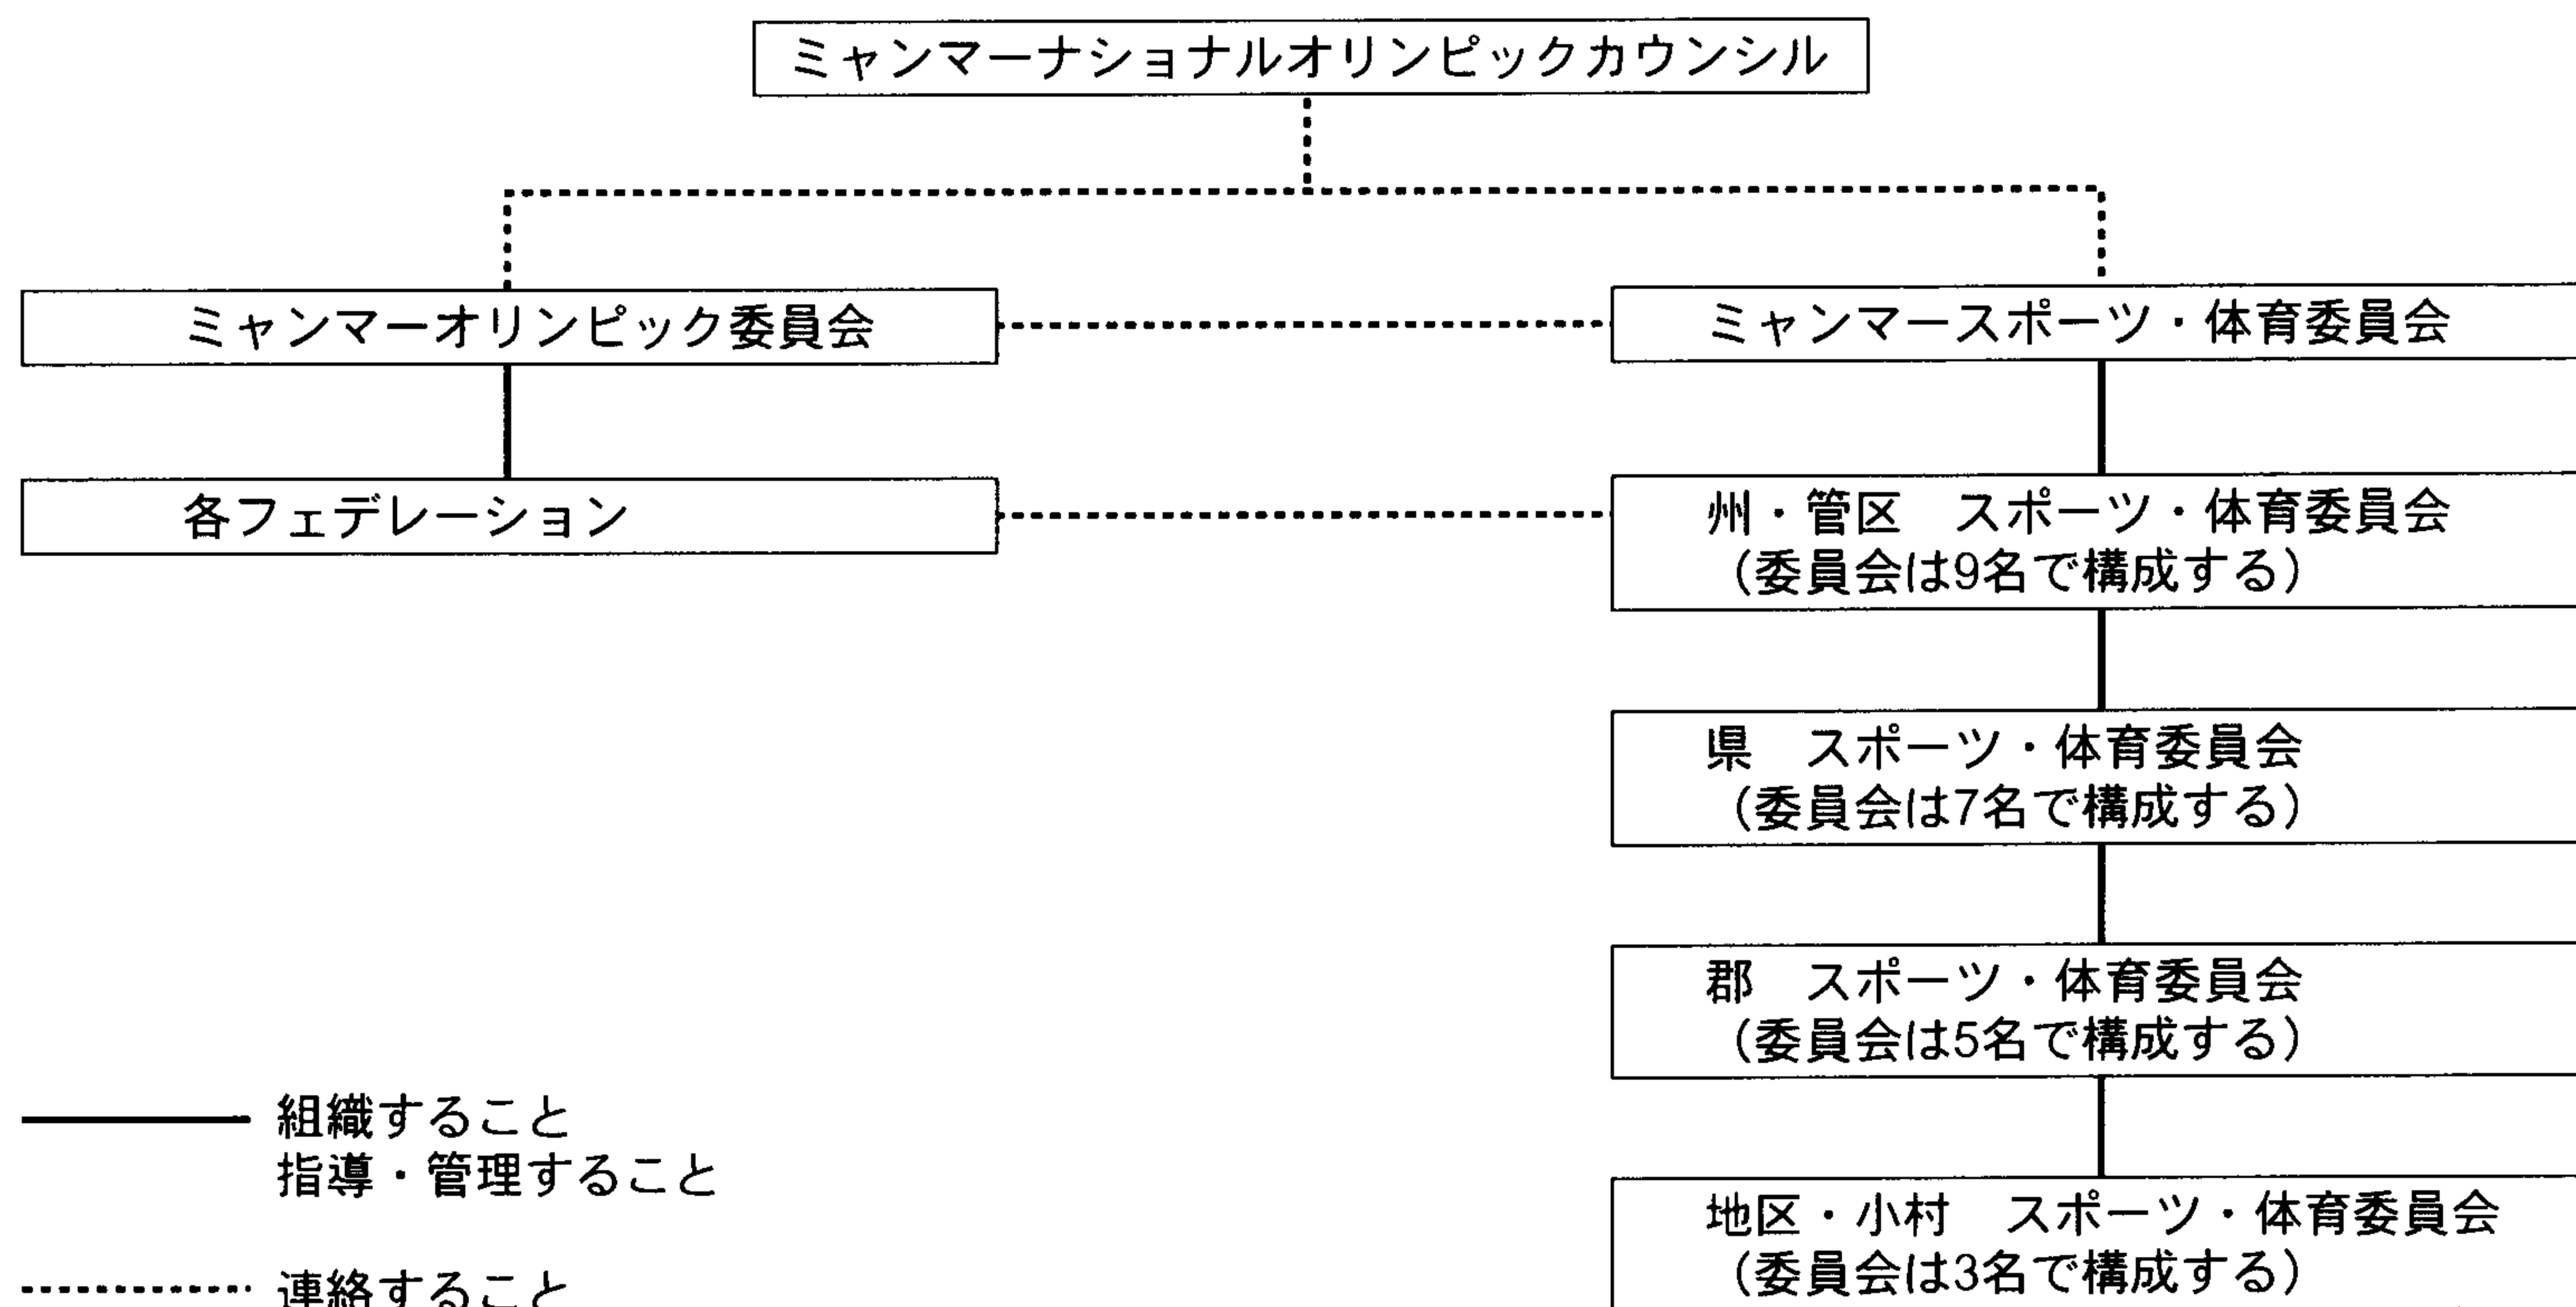 ミャンマーナショナルオリンピックカウンシル
ミャンマーオリンピック委員会
ミャンマースポーツ・体育委員会
各フェデレーション
州・管区　スポーツ・体育委員会
（委員会は9名で構成する）
県　スポーツ・体育委員会
（委員会は7名で構成する）
郡　スポーツ・体育委員会
（委員会は5名で構成する）
地区・小村　スポーツ・体育委員会
（委員会は3名で構成する）
組織すること
指導・管理すること
連絡すること